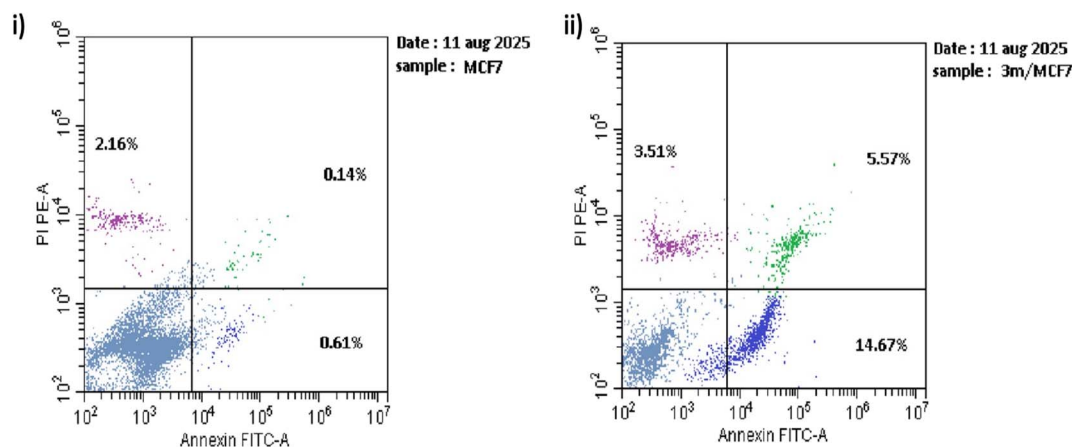 i)
Date : 11 aug 2025
sample : MCF7
10^6
10^5
10^4
10^3
10^2
PI PE-A
2.16%
0.14%
0.61%
10^2 10^3 10^4 10^5 10^6 10^7
Annexin FITC-A
ii)
Date : 11 aug 2025
sample : 3m/MCF7
10^6
10^5
10^4
10^3
10^2
PI PE-A
3.51%
5.57%
14.67%
10^2 10^3 10^4 10^5 10^6 10^7
Annexin FITC-A